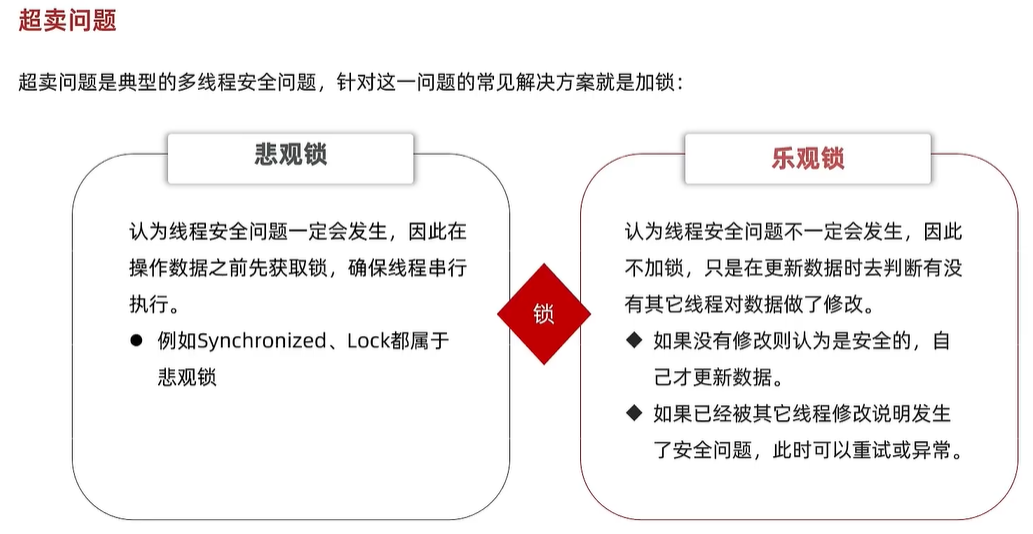 超卖问题
超卖问题是典型的多线程安全问题，针对这一问题的常见解决方案就是加锁：
悲观锁
认为线程安全问题一定会发生，因此在
操作数据之前先获取锁，确保线程串行
执行。
● 例如Synchronized、Lock都属于
悲观锁
锁
乐观锁
认为线程安全问题不一定会发生，因此
不加锁，只是在更新数据时去判断有没
有其它线程对数据做了修改。
◆ 如果没有修改则认为是安全的，自
己才更新数据。
◆ 如果已经被其它线程修改说明发生
了安全问题，此时可以重试或异常。